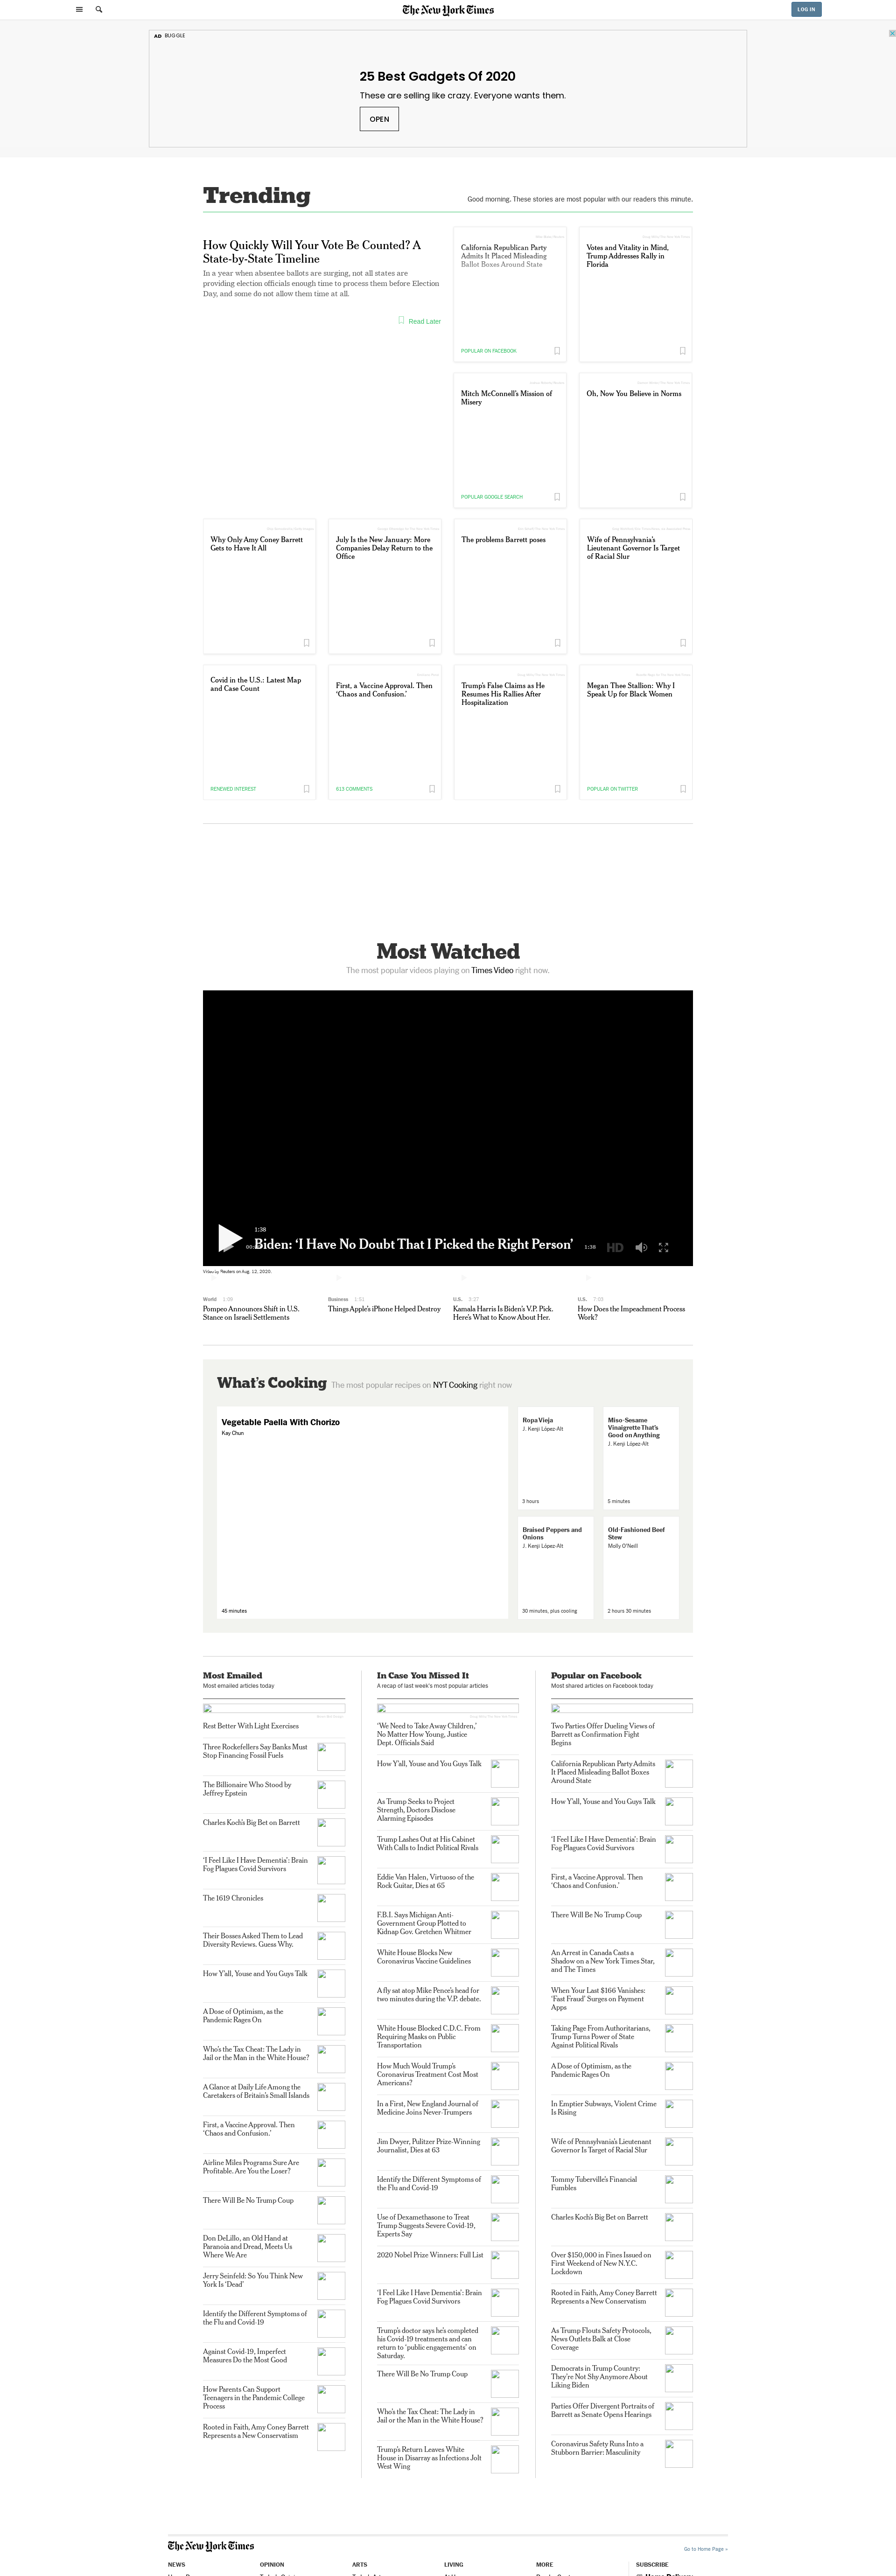 The New York Times
LOG IN
AD BUGGLE
25 Best Gadgets Of 2020
These are selling like crazy. Everyone wants them.
OPEN
Trending
Good morning. These stories are most popular with our readers this minute.
How Quickly Will Your Vote Be Counted? A
State-by-State Timeline
In a year when absentee ballots are surging, not all states are
providing election officials enough time to process them before Election
Day, and some do not allow them time at all.
Read Later
California Republican Party
Admits It Placed Misleading
Ballot Boxes Around State
POPULAR ON FACEBOOK
Votes and Vitality in Mind,
Trump Addresses Rally in
Florida
Mitch McConnell's Mission of
Misery
POPULAR GOOGLE SEARCH
Oh, Now You Believe in Norms
Why Only Amy Coney Barrett
Gets to Have It All
July Is the New January: More
Companies Delay Return to the
Office
The problems Barrett poses
Wife of Pennsylvania's
Lieutenant Governor Is Target
of Racial Slur
Covid in the U.S.: Latest Map
and Case Count
RENEWED INTEREST
First, a Vaccine Approval. Then
'Chaos and Confusion.'
613 COMMENTS
Trump's False Claims as He
Resumes His Rallies After
Hospitalization
Megan Thee Stallion: Why I
Speak Up for Black Women
POPULAR ON TWITTER
Most Watched
The most popular videos playing on Times Video right now.
1:38
Biden: 'I Have No Doubt That I Picked the Right Person'
1:38
HD
Video by Reuters on Aug. 12, 2020.
World 1:39
Pompeo Announces Shift in U.S.
Stance on Israeli Settlements
Business 1:51
Things Apple's iPhone Helped Destroy
U.S. 3:27
Kamala Harris Is Biden's V.P. Pick.
Here's What to Know About Her.
U.S. 7:03
How Does the Impeachment Process
Work?
What's Cooking The most popular recipes on NYT Cooking right now
Vegetable Paella With Chorizo
Kay Chun
45 minutes
Ropa Vieja
J. Kenji López-Alt
3 hours
Miso-Sesame
Vinaigrette That's
Good on Anything
J. Kenji López-Alt
5 minutes
Braised Peppers and
Onions
J. Kenji López-Alt
30 minutes, plus cooling
Old-Fashioned Beef
Stew
Molly O'Neill
2 hours 30 minutes
Most Emailed
Most emailed articles today
Rest Better With Light Exercises
Three Rockefellers Say Banks Must
Stop Financing Fossil Fuels
The Billionaire Who Stood by
Jeffrey Epstein
Charles Koch's Big Bet on Barrett
'I Feel Like I Have Dementia': Brain
Fog Plagues Covid Survivors
The 1619 Chronicles
Their Bosses Asked Them to Lead
Diversity Reviews. Guess Why.
How Y'all, Youse and You Guys Talk
A Dose of Optimism, as the
Pandemic Rages On
Who's the Tax Cheat: The Lady in
Jail or the Man in the White House?
A Glance at Daily Life Among the
Caretakers of Britain's Small Islands
First, a Vaccine Approval. Then
'Chaos and Confusion.'
Airline Miles Programs Sure Are
Profitable. Are You the Loser?
There Will Be No Trump Coup
Don DeLillo, an Old Hand at
Paranoia and Dread, Meets Us
Where We Are
Jerry Seinfeld: So You Think New
York Is 'Dead'
Identify the Different Symptoms of
the Flu and Covid-19
Against Covid-19, Imperfect
Measures Do the Most Good
How Parents Can Support
Teenagers in the Pandemic College
Process
Rooted in Faith, Amy Coney Barrett
Represents a New Conservatism
In Case You Missed It
A recap of last week's most popular articles
'We Need to Take Away Children,'
No Matter How Young, Justice
Dept. Officials Said
How Y'all, Youse and You Guys Talk
As Trump Seeks to Project
Strength, Doctors Disclose
Alarming Episodes
Trump Lashes Out at His Cabinet
With Calls to Indict Political Rivals
Eddie Van Halen, Virtuoso of the
Rock Guitar, Dies at 65
F.B.I. Says Michigan Anti-
Government Group Plotted to
Kidnap Gov. Gretchen Whitmer
White House Blocks New
Coronavirus Vaccine Guidelines
A fly sat atop Mike Pence's head for
two minutes during the V.P. debate.
White House Blocked C.D.C. From
Requiring Masks on Public
Transportation
How Much Would Trump's
Coronavirus Treatment Cost Most
Americans?
In a First, New England Journal of
Medicine Joins Never-Trumpers
Jim Dwyer, Pulitzer Prize-Winning
Journalist, Dies at 63
Identify the Different Symptoms of
the Flu and Covid-19
Use of Dexamethasone to Treat
Trump Suggests Severe Covid-19,
Experts Say
2020 Nobel Prize Winners: Full List
'I Feel Like I Have Dementia': Brain
Fog Plagues Covid Survivors
Trump's doctor says he's completed
his Covid-19 treatments and can
return to 'public engagements' on
Saturday.
There Will Be No Trump Coup
Who's the Tax Cheat: The Lady in
Jail or the Man in the White House?
Trump's Return Leaves White
House in Disarray as Infections Jolt
West Wing
Popular on Facebook
Most shared articles on Facebook today
Two Parties Offer Dueling Views of
Barrett as Confirmation Fight
Begins
California Republican Party Admits
It Placed Misleading Ballot Boxes
Around State
How Y'all, Youse and You Guys Talk
'I Feel Like I Have Dementia': Brain
Fog Plagues Covid Survivors
First, a Vaccine Approval. Then
'Chaos and Confusion.'
There Will Be No Trump Coup
An Arrest in Canada Casts a
Shadow on a New York Times Star,
and The Times
When Your Last $166 Vanishes:
'Fast Fraud' Surges on Payment
Apps
Taking Page From Authoritarians,
Trump Turns Power of State
Against Political Rivals
A Dose of Optimism, as the
Pandemic Rages On
In Emptier Subways, Violent Crime
Is Rising
Wife of Pennsylvania's Lieutenant
Governor Is Target of Racial Slur
Tommy Tuberville's Financial
Fumbles
Charles Koch's Big Bet on Barrett
Over $150,000 in Fines Issued on
First Weekend of New N.Y.C.
Lockdown
Rooted in Faith, Amy Coney Barrett
Represents a New Conservatism
As Trump Flouts Safety Protocols,
News Outlets Balk at Close
Coverage
Democrats in Trump Country:
They're Not Shy Anymore About
Liking Biden
Parties Offer Divergent Portraits of
Barrett as Senate Opens Hearings
Coronavirus Safety Runs Into a
Stubborn Barrier: Masculinity
The New York Times
Go to Home Page »
NEWS
OPINION
ARTS
LIVING
MORE
SUBSCRIBE